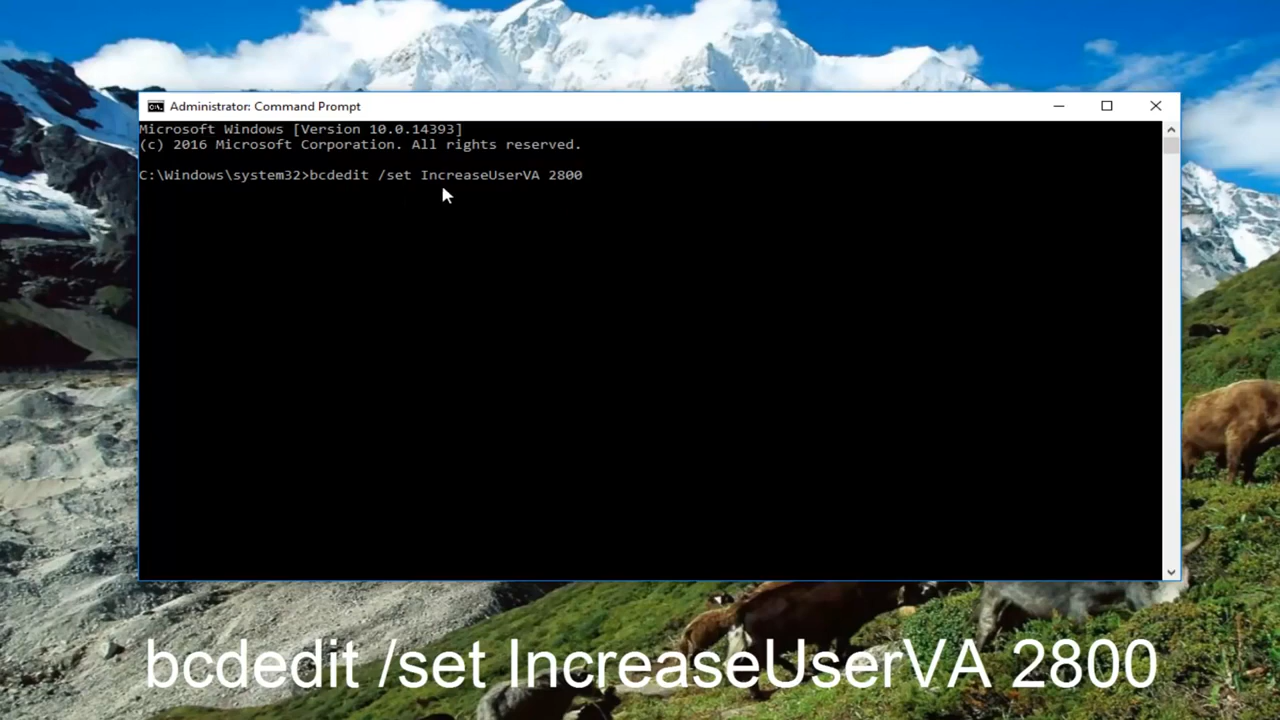 Administrator: Command Prompt
Microsoft Windows [Version 10.0.14393]
(c) 2016 Microsoft Corporation. All rights reserved.
C:\Windows\system32>bcdedit /set IncreaseUserVA 2800
bcdedit /set IncreaseUserVA 2800